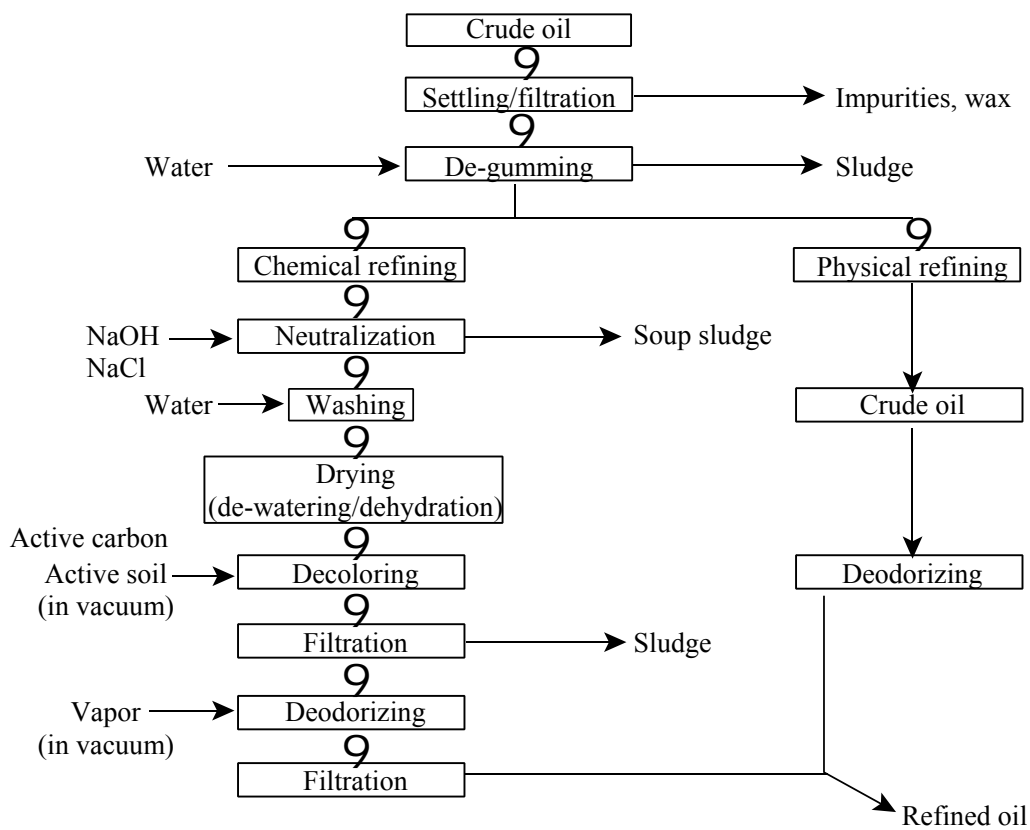 Crude oil
Settling/filtration
Impurities, wax
Water
De-gumming
Sludge
Chemical refining
Physical refining
NaOH
NaCl
Neutralization
Soup sludge
Water
Washing
Crude oil
Drying
(de-watering/dehydration)
Active carbon
Active soil
(in vacuum)
Decoloring
Deodorizing
Filtration
Sludge
Vapor
(in vacuum)
Deodorizing
Filtration
Refined oil